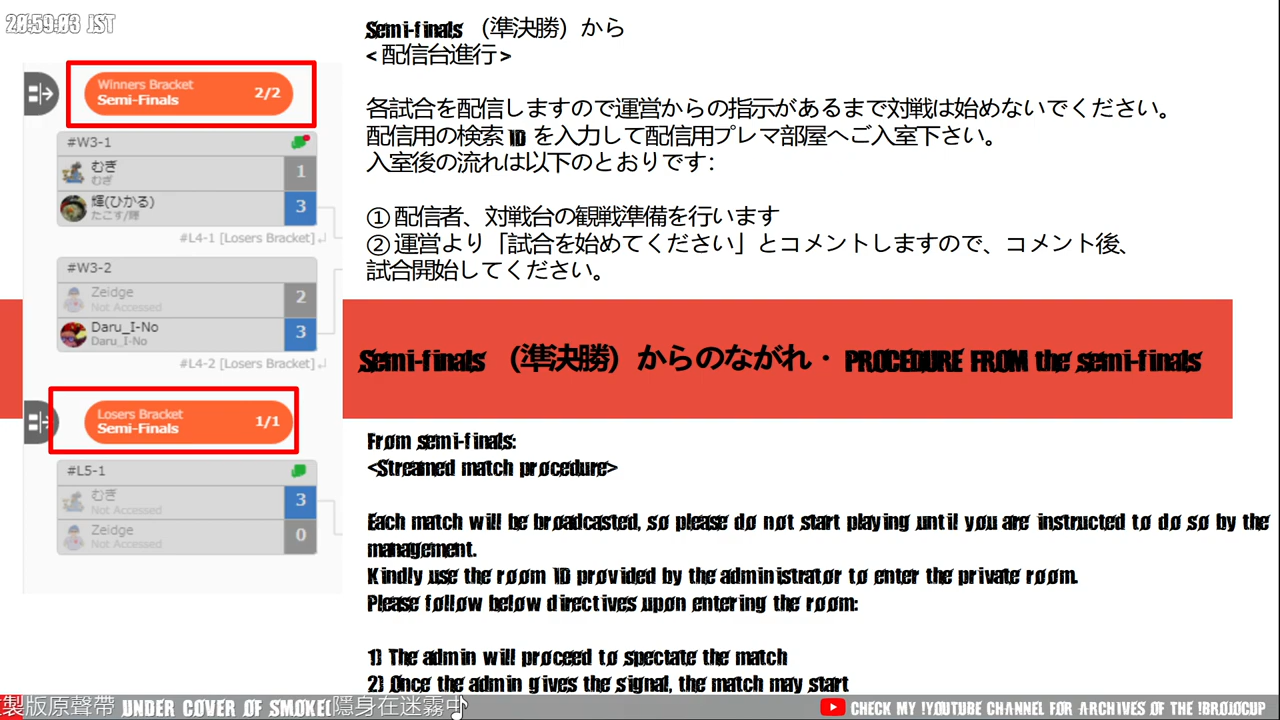 20:59:03 JST
Semi-finals （準決勝）から
< 配信台進行 >
各試合を配信しますので運営からの指示があるまで対戦は始めないでください。
配信用の検索 ID を入力して配信用プレマ部屋へご入室下さい。
入室後の流れは以下のとおりです：
① 配信者、対戦台の観戦準備を行います
② 運営より「試合を始めてください」とコメントしますので、コメント後、
試合開始してください。
Winners Bracket
Semi-Finals
2/2
#W3-1
むぎ
むぎ
1
輝(ひかる)
たこす/輝
3
#L4-1 [Losers Bracket]
#W3-2
Zeidge
Not Accessed
2
Daru_I-No
Daru_I-No
3
#L4-2 [Losers Bracket]
Losers Bracket
Semi-Finals
1/1
#L5-1
むぎ
Not Accessed
3
Zeidge
Not Accessed
0
Semi-finals （準決勝）からのながれ・ PROCEDURE FROM the semi-finals
From semi-finals:
<Streamed match procedure>
Each match will be broadcasted, so please do not start playing until you are instructed to do so by the
management.
Kindly use the room ID provided by the administrator to enter the private room.
Please follow below directives upon entering the room:
1) The admin will proceed to spectate the match
2) Once the admin gives the signal, the match may start
製版原聲帶 UNDER COVER OF SMOKE(隱身在迷霧中
CHECK MY !YOUTUBE CHANNEL FOR ARCHIVES OF THE !BROJOCUP